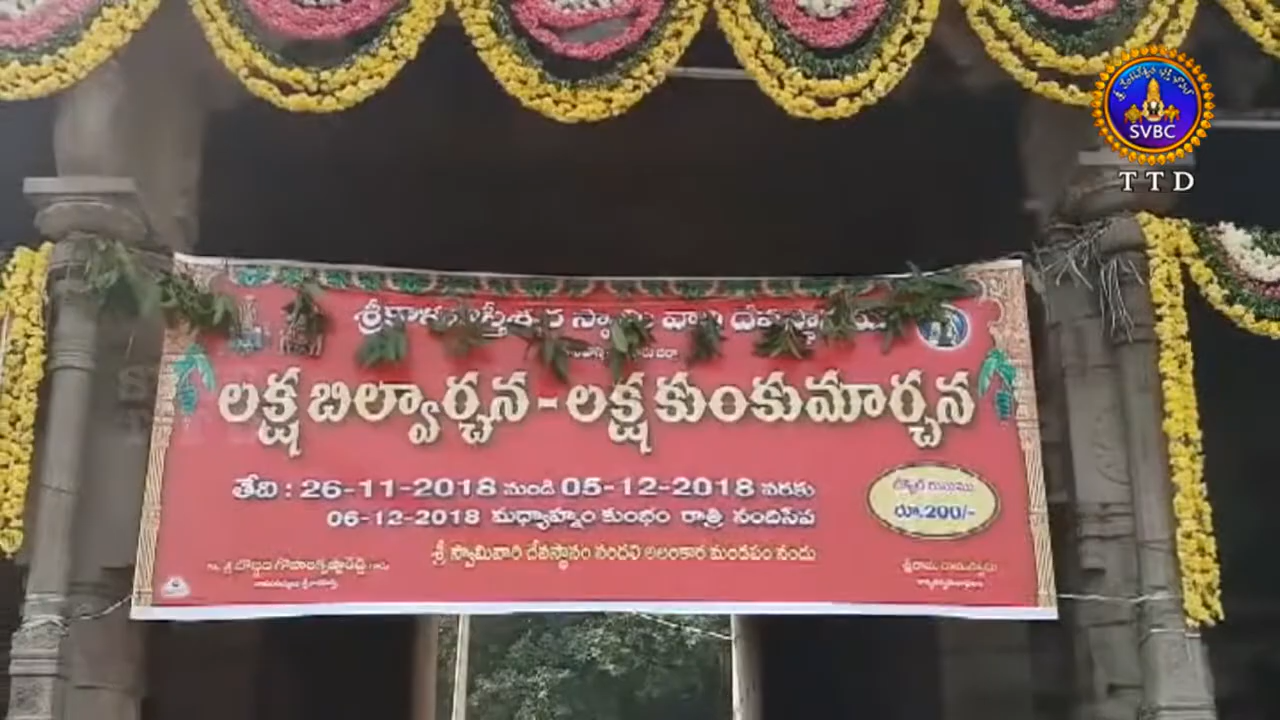 SVBC
TTD
శ్రీకాళహస్తీశ్వర స్వామి వారి దేవస్థానము
లక్ష బిల్వార్చన - లక్ష కుంకుమార్చన
తేది : 26-11-2018 నుండి 05-12-2018 వరకు
06-12-2018 మధ్యాహ్నం కుంభం రాత్రి నందిసేవ
రుసుము
రూ.200/-
శ్రీ స్వామివారి దేవస్థానం నందలి అలంకార మండపం నందు